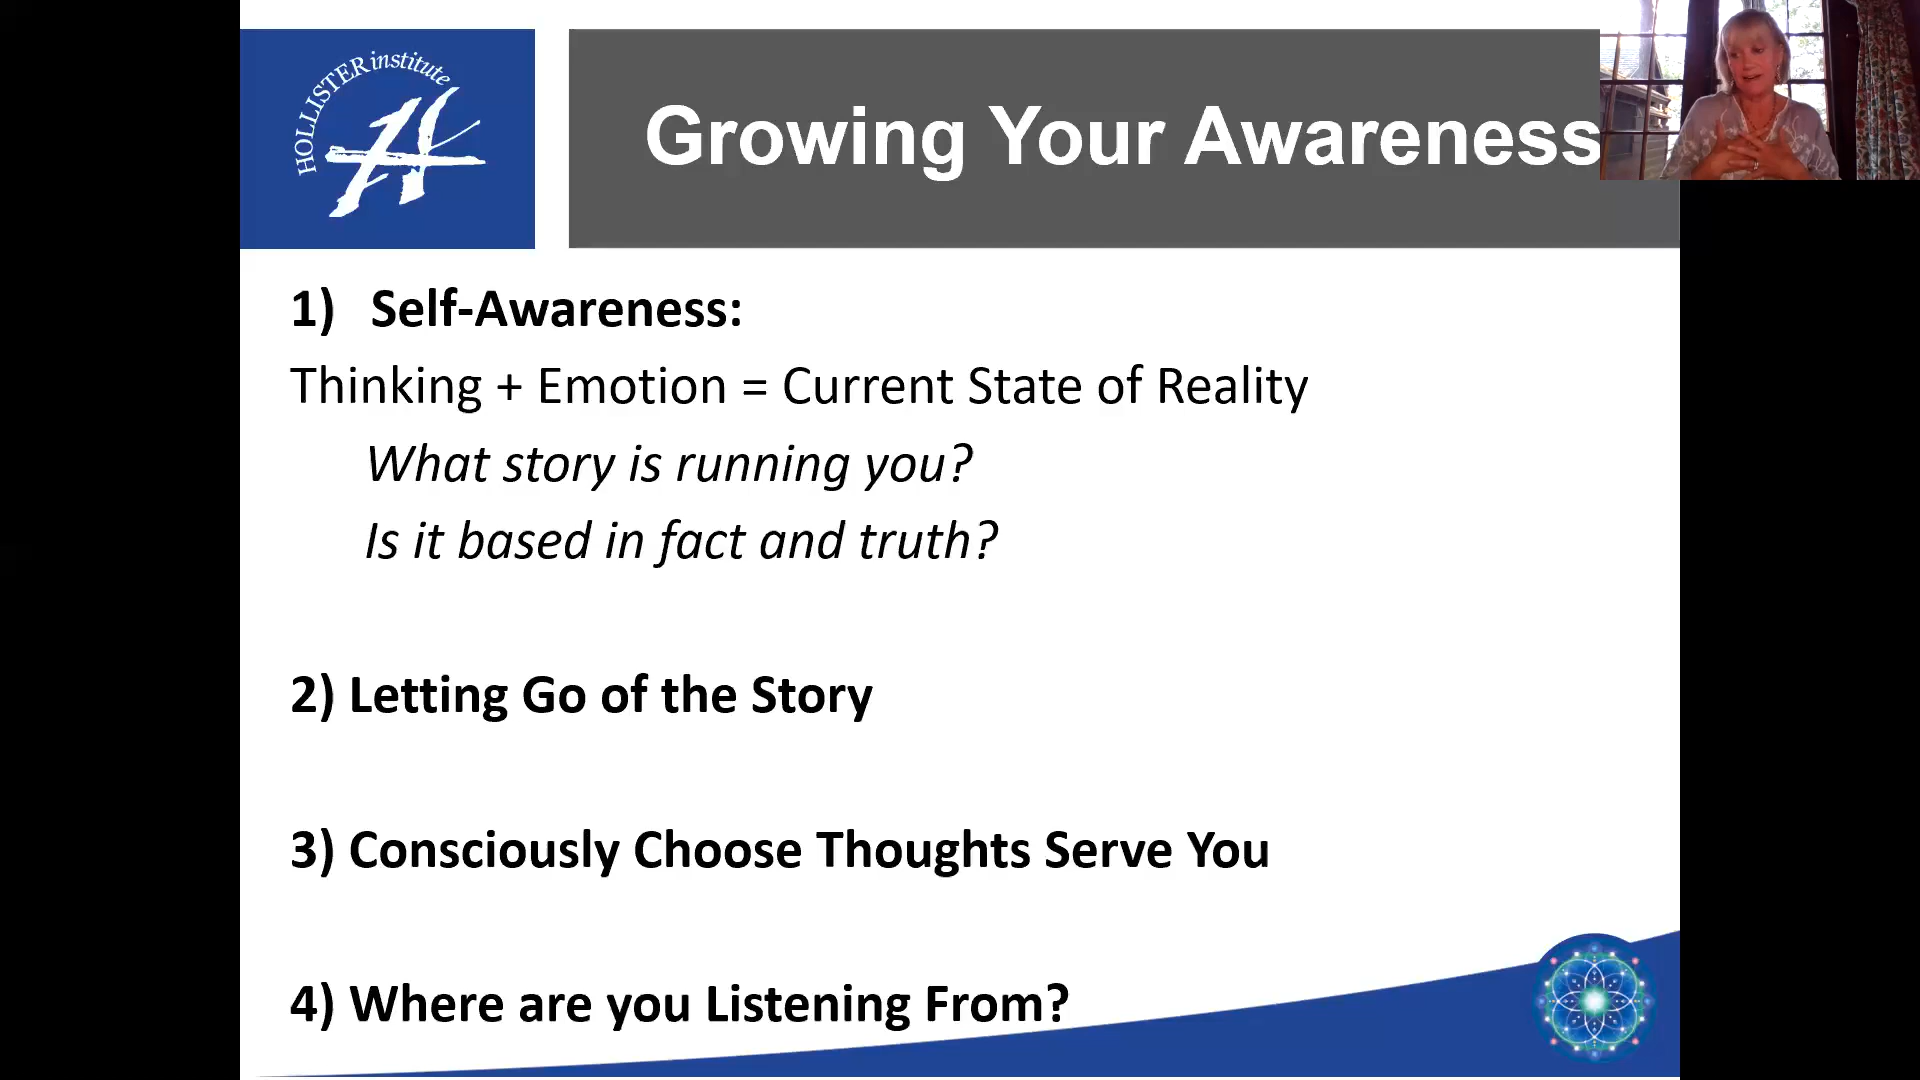 HOLLISTER institute
Growing Your Awareness
1) Self-Awareness:
Thinking + Emotion = Current State of Reality
What story is running you?
Is it based in fact and truth?
2) Letting Go of the Story
3) Consciously Choose Thoughts Serve You
4) Where are you Listening From?